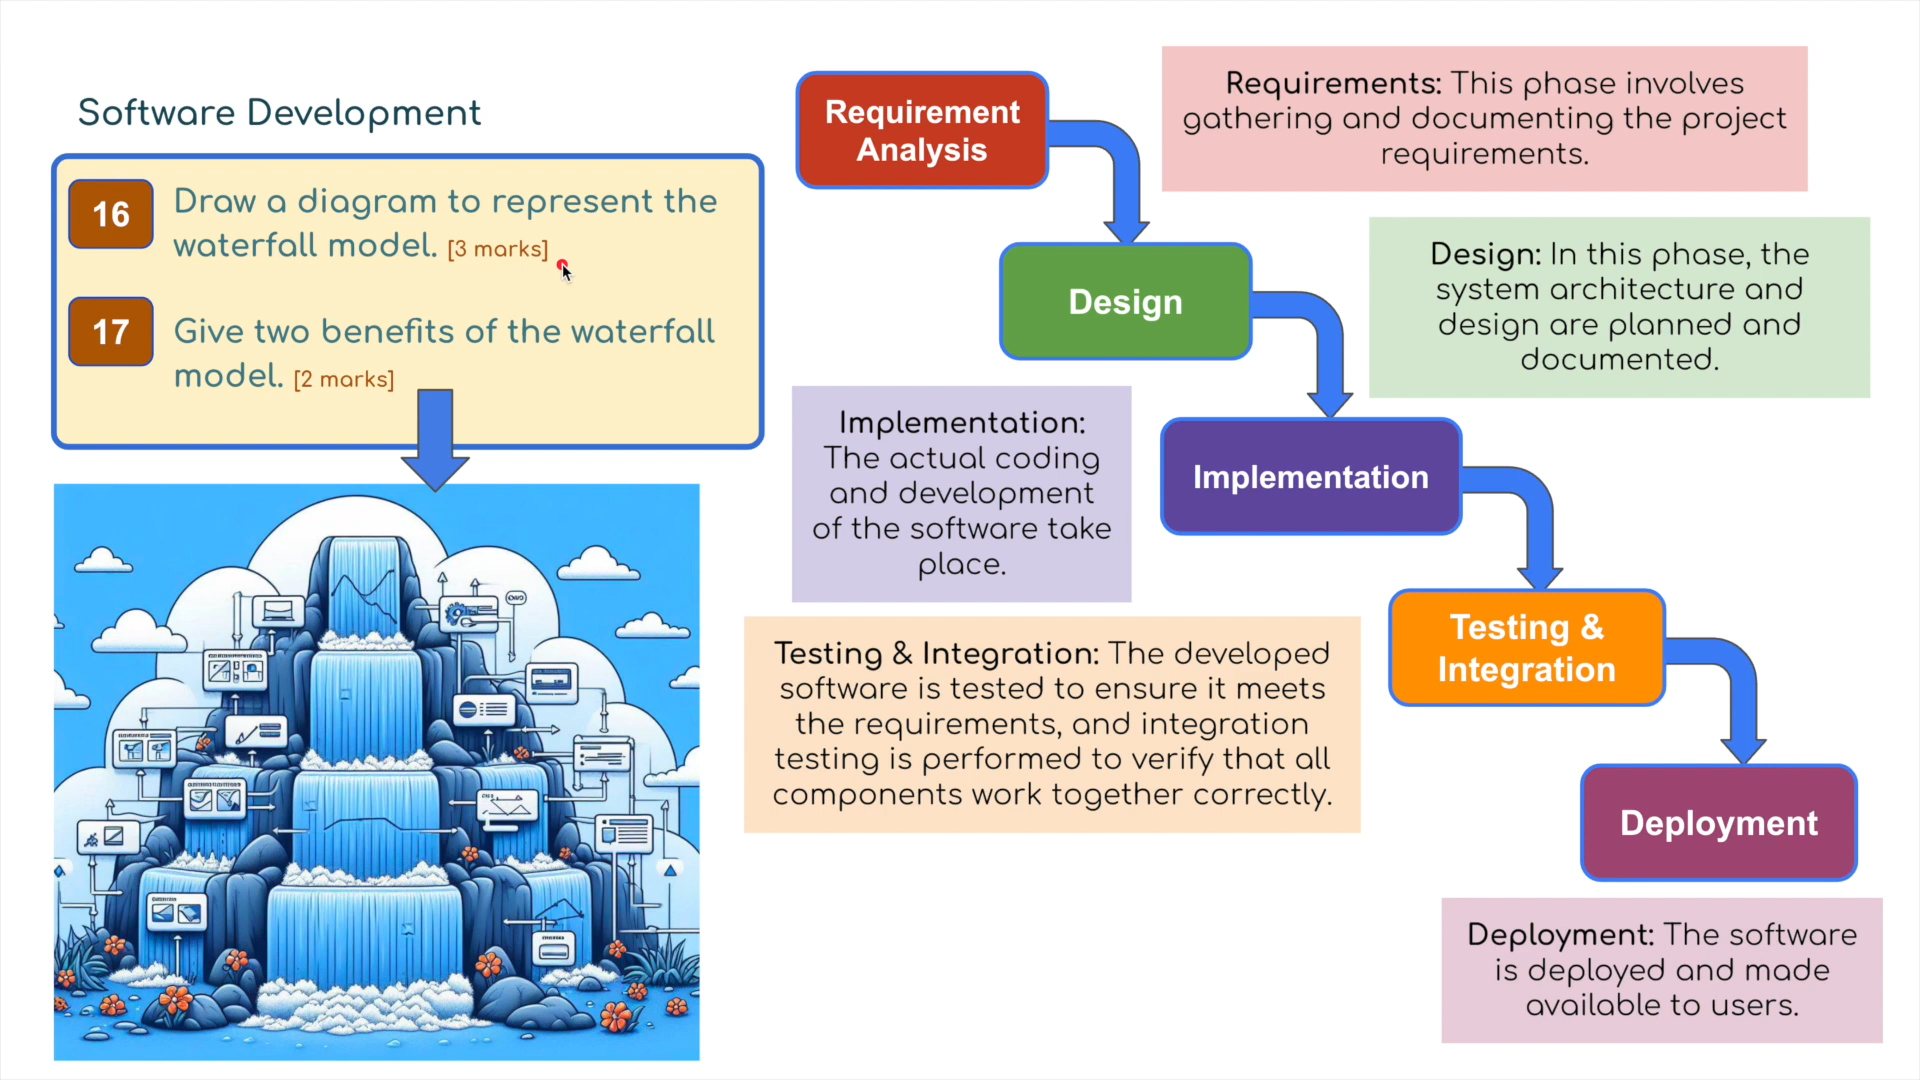 Software Development
16
Draw a diagram to represent the
waterfall model. [3 marks]
17
Give two benefits of the waterfall
model. [2 marks]
Requirement
Analysis
Requirements: This phase involves
gathering and documenting the project
requirements.
Design
Design: In this phase, the
system architecture and
design are planned and
documented.
Implementation:
The actual coding
and development
of the software take
place.
Implementation
Testing & Integration: The developed
software is tested to ensure it meets
the requirements, and integration
testing is performed to verify that all
components work together correctly.
Testing &
Integration
Deployment
Deployment: The software
is deployed and made
available to users.